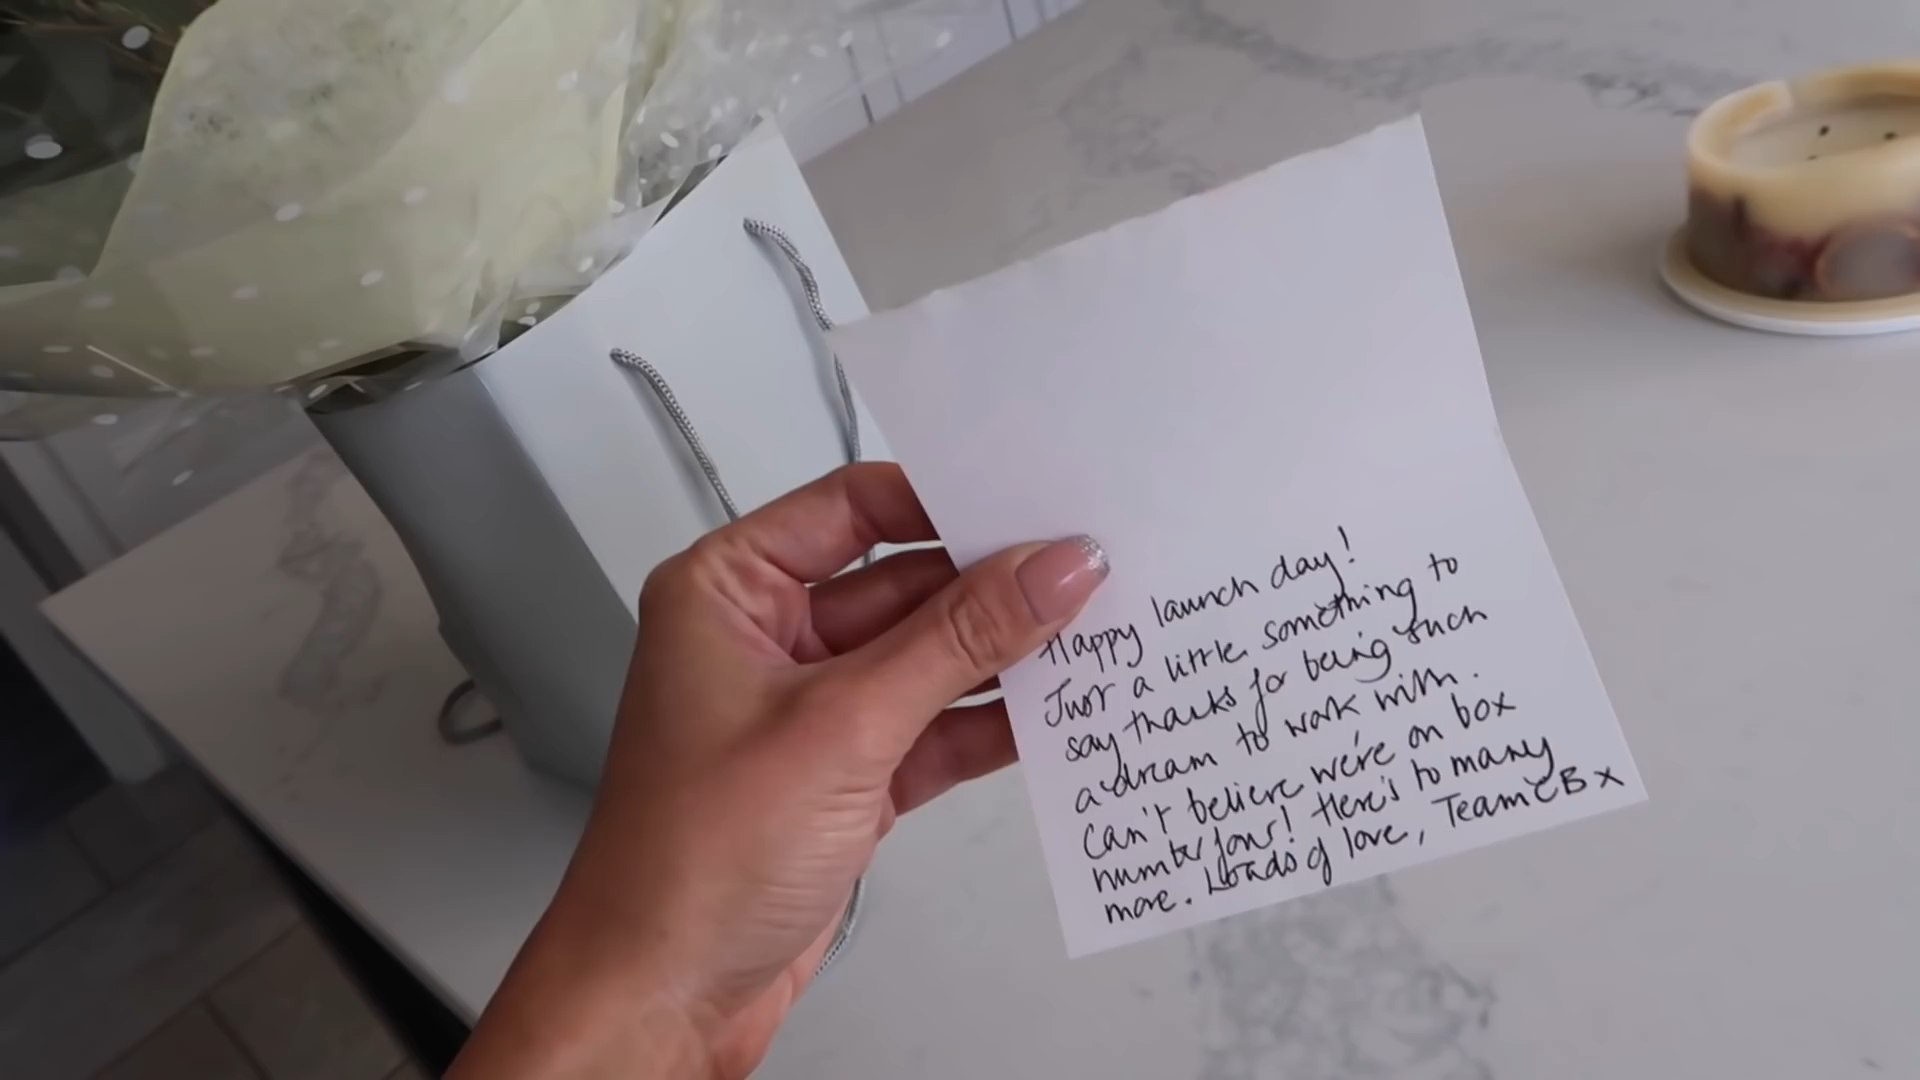 Happy launch day!
Just a little something to
say thanks for being such
a dream to work with.
Can't believe we're on box
number four! Here's to many
more. Loads of love, Team CB x